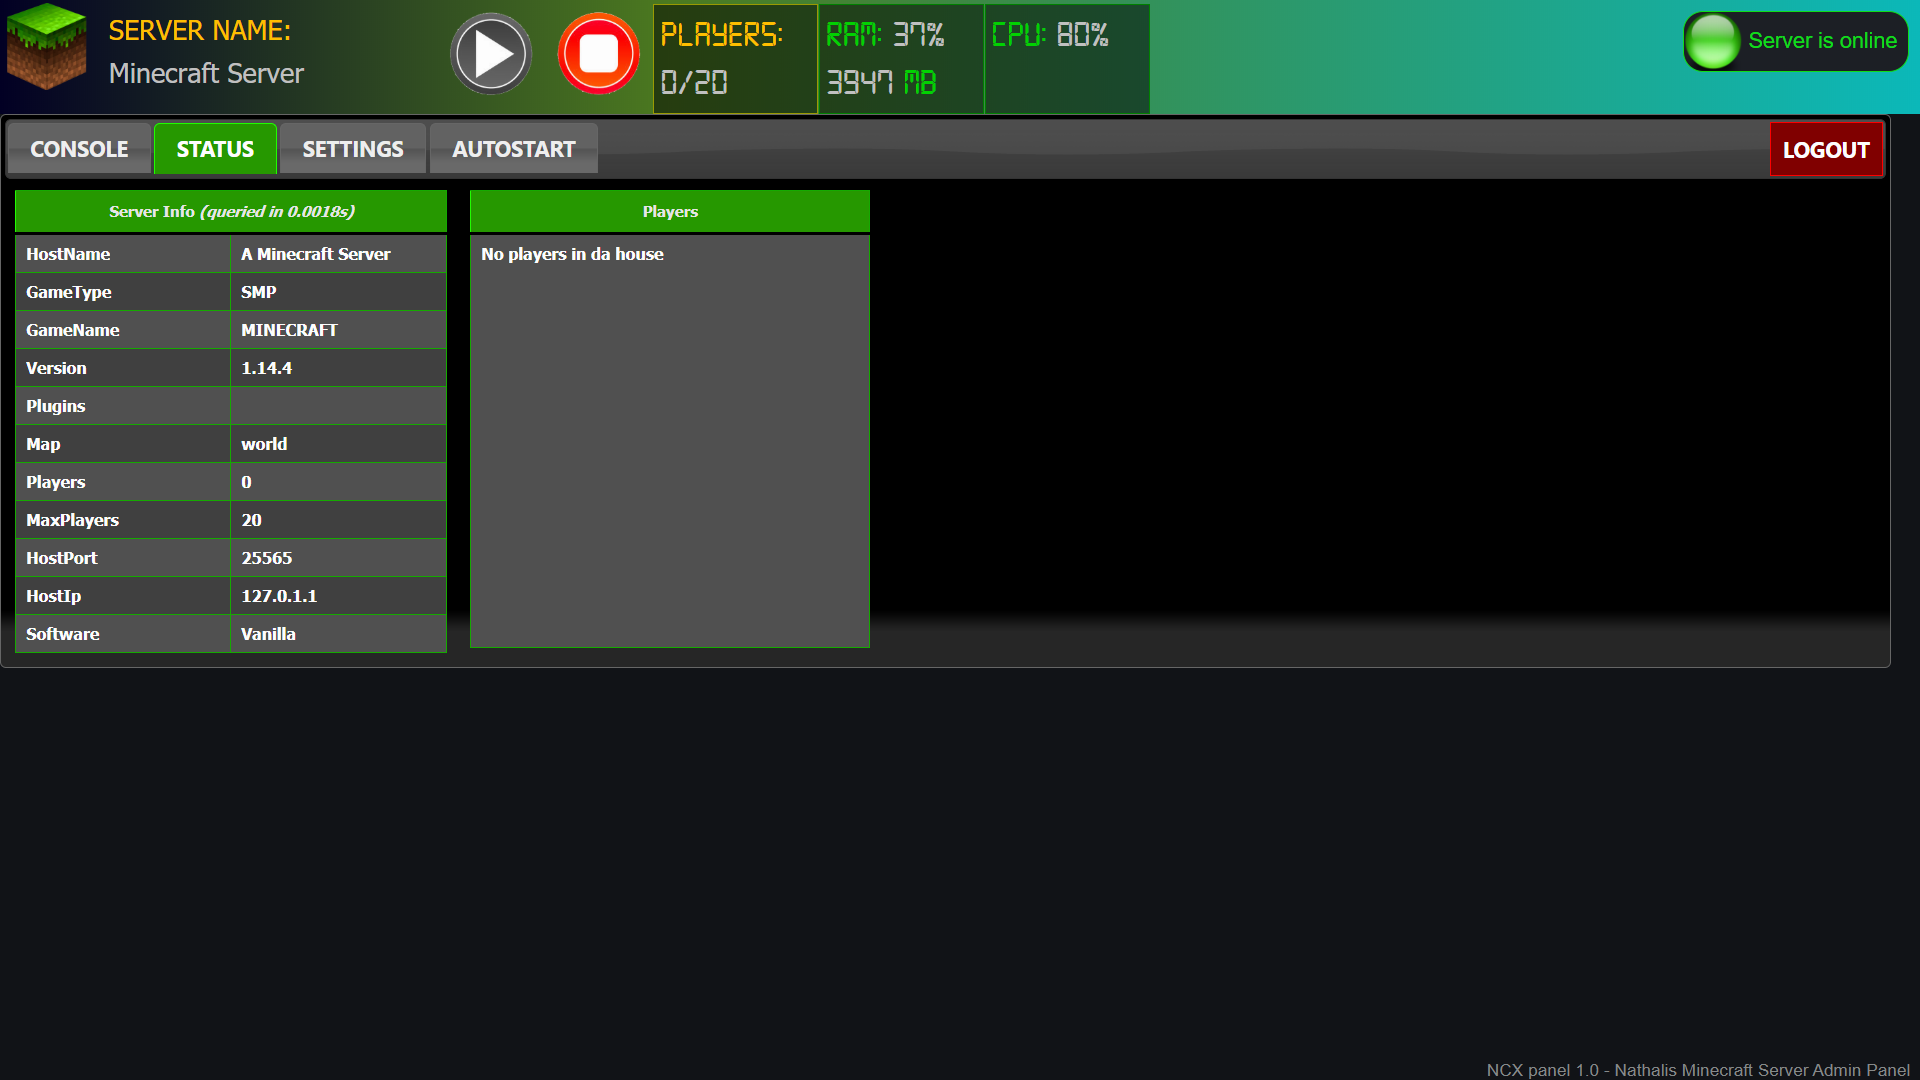 SERVER NAME:
Minecraft Server
PLAYERS:
0/20
RAM: 37%
3947 MB
CPU: 80%
Server is online
CONSOLE STATUS SETTINGS AUTOSTART LOGOUT
Server Info (queried in 0.0018s)
HostName A Minecraft Server
GameType SMP
GameName MINECRAFT
Version 1.14.4
Plugins
Map world
Players 0
MaxPlayers 20
HostPort 25565
HostIp 127.0.1.1
Software Vanilla
Players
No players in da house
NCX panel 1.0 - Nathalis Minecraft Server Admin Panel